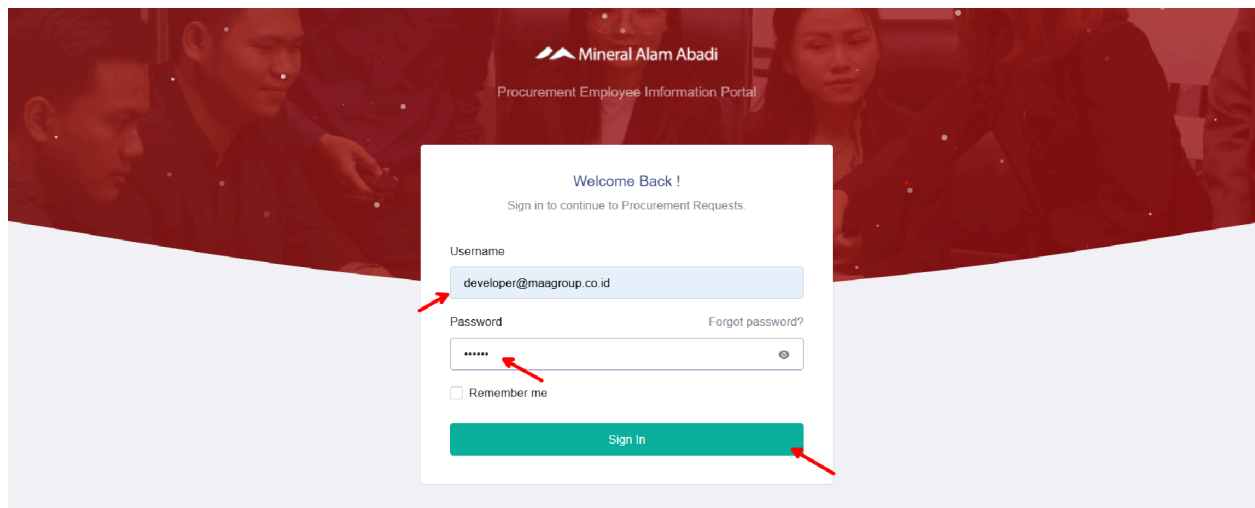 Mineral Alam Abadi
Procurement Employee Imformation Portal
Welcome Back !
Sign in to continue to Procurement Requests.
Username
developer@maagroup.co.id
Password Forgot password?
••••••
Remember me
Sign In